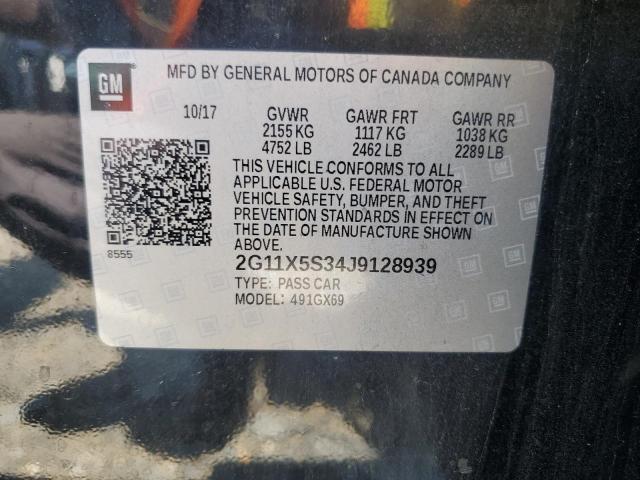 GM
MFD BY GENERAL MOTORS OF CANADA COMPANY
10/17 GVWR GAWR FRT GAWR RR
2155 KG 1117 KG 1038 KG
4752 LB 2462 LB 2289 LB
THIS VEHICLE CONFORMS TO ALL
APPLICABLE U.S. FEDERAL MOTOR
VEHICLE SAFETY, BUMPER, AND THEFT
PREVENTION STANDARDS IN EFFECT ON
THE DATE OF MANUFACTURE SHOWN
ABOVE.
8555
2G11X5S34J9128939
TYPE: PASS CAR
MODEL: 491GX69